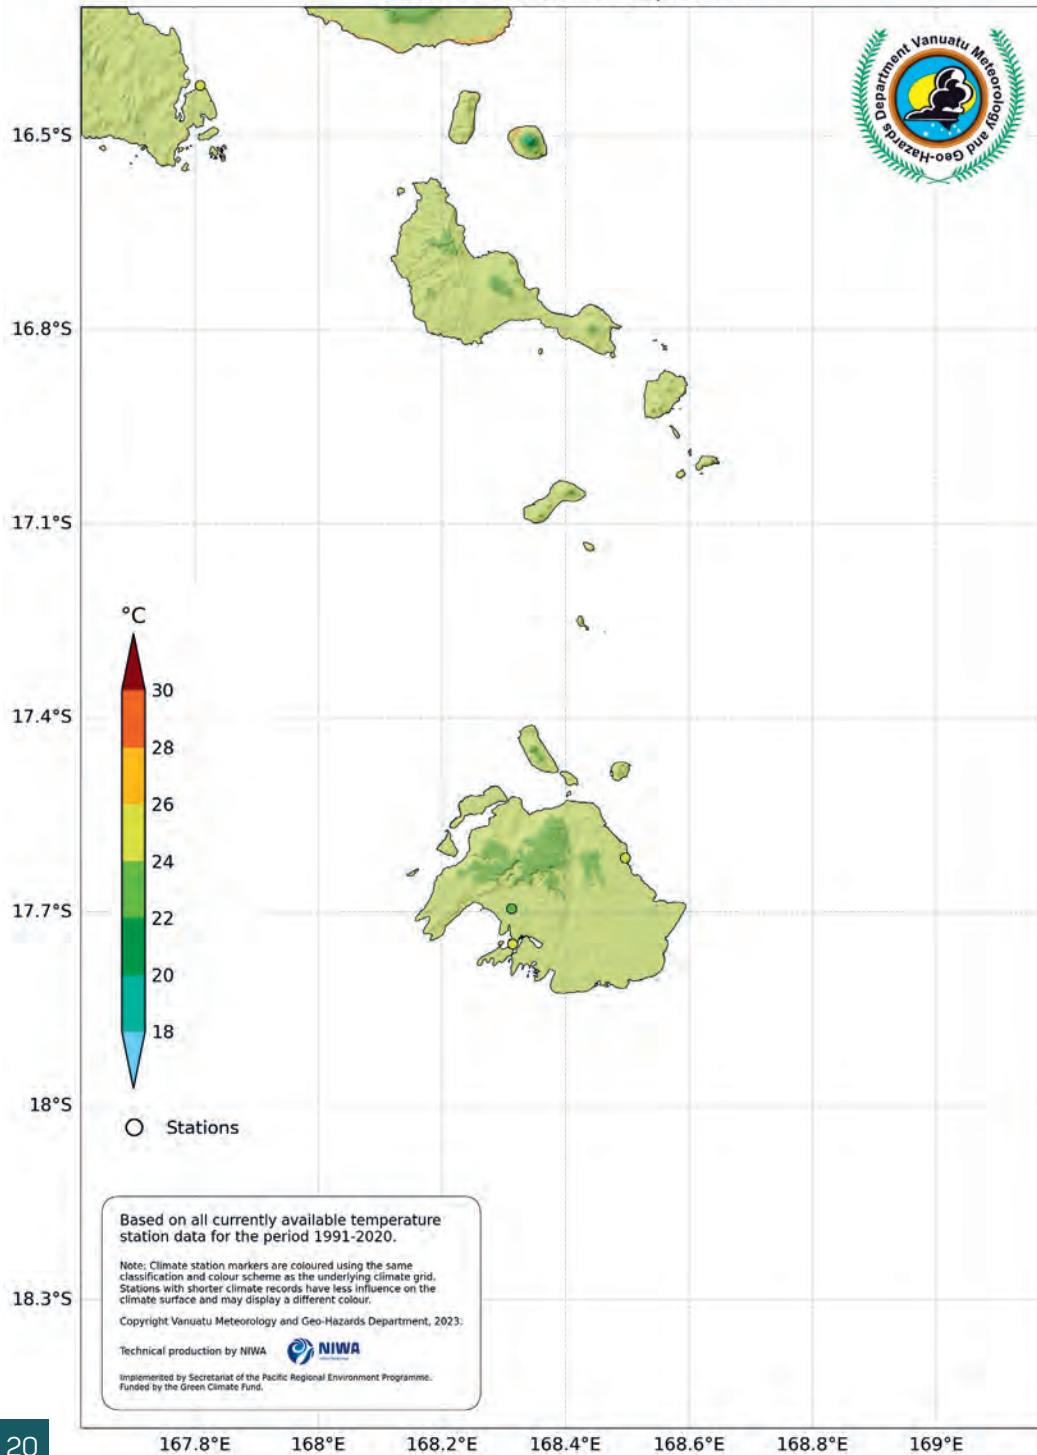 Vanuatu Meteorology and Geo-Hazards Department
16.5°S
16.8°S
17.1°S
°C
30
17.4°S
28
26
24
17.7°S
22
20
18
18°S
Stations
Based on all currently available temperature
station data for the period 1991-2020.
Note: Climate station markers are coloured using the same
classification and colour scheme as the underlying climate grid.
Stations with shorter climate records have less influence on the
climate surface and may display a different colour.
18.3°S
Copyright Vanuatu Meteorology and Geo-Hazards Department, 2023.
Technical production by NIWA NIWA
Implemented by Secretariat of the Pacific Regional Environment Programme.
Funded by the Green Climate Fund.
20
167.8°E 168°E 168.2°E 168.4°E 168.6°E 168.8°E 169°E